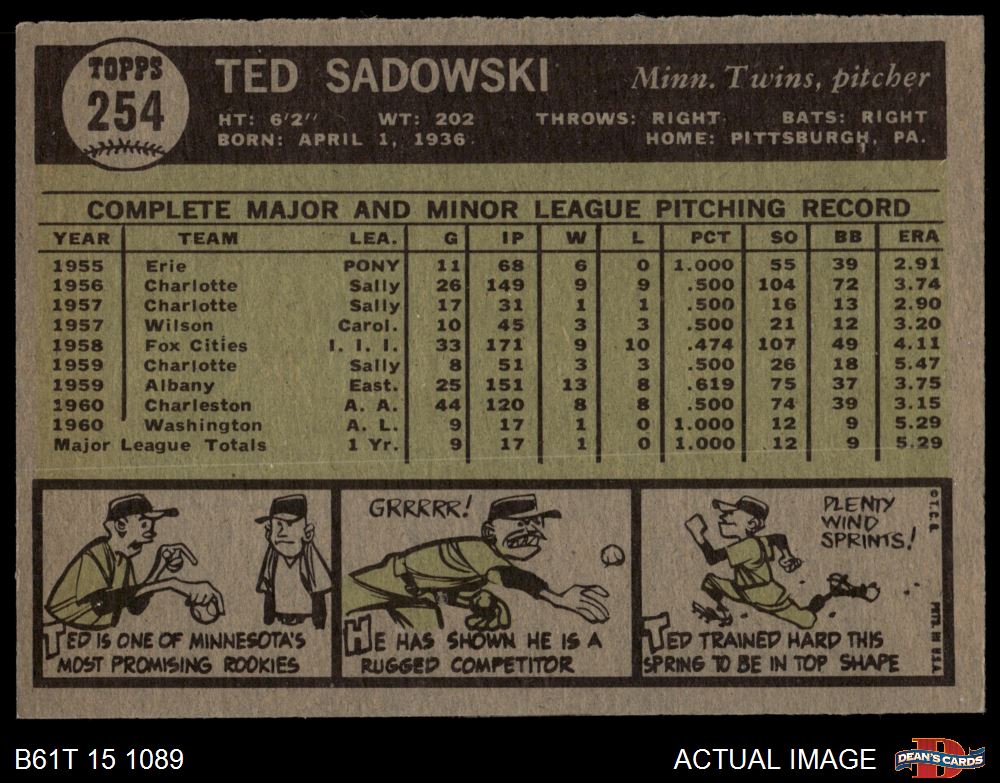 TOPPS
254
TED SADOWSKI
Minn. Twins, pitcher
HT: 6'2" WT: 202 THROWS: RIGHT BATS: RIGHT
BORN: APRIL 1, 1936 HOME: PITTSBURGH, PA.
COMPLETE MAJOR AND MINOR LEAGUE PITCHING RECORD
YEAR TEAM LEA. G IP W L PCT SO BB ERA
1955 Erie PONY 11 68 6 0 1.000 55 39 2.91
1956 Charlotte Sally 26 149 9 9 .500 104 72 3.74
1957 Charlotte Sally 17 31 1 1 .500 16 13 2.90
1957 Wilson Carol. 10 45 3 3 .500 21 12 3.20
1958 Fox Cities I. I. I. 33 171 9 10 .474 107 49 4.11
1959 Charlotte Sally 8 51 3 3 .500 26 18 5.47
1959 Albany East. 25 151 13 8 .619 75 37 3.75
1960 Charleston A. A. 44 120 8 8 .500 74 39 3.15
1960 Washington A. L. 9 17 1 0 1.000 12 9 5.29
Major League Totals 1 Yr. 9 17 1 0 1.000 12 9 5.29
TED IS ONE OF MINNESOTA'S
MOST PROMISING ROOKIES
GRRRRR!
HE HAS SHOWN HE IS A
RUGGED COMPETITOR
PLENTY
WIND
SPRINTS!
TED TRAINED HARD THIS
SPRING TO BE IN TOP SHAPE
© T. C. G.
PRTD. IN U.S.A.
B61T 15 1089
ACTUAL IMAGE
D
DEAN'S CARDS